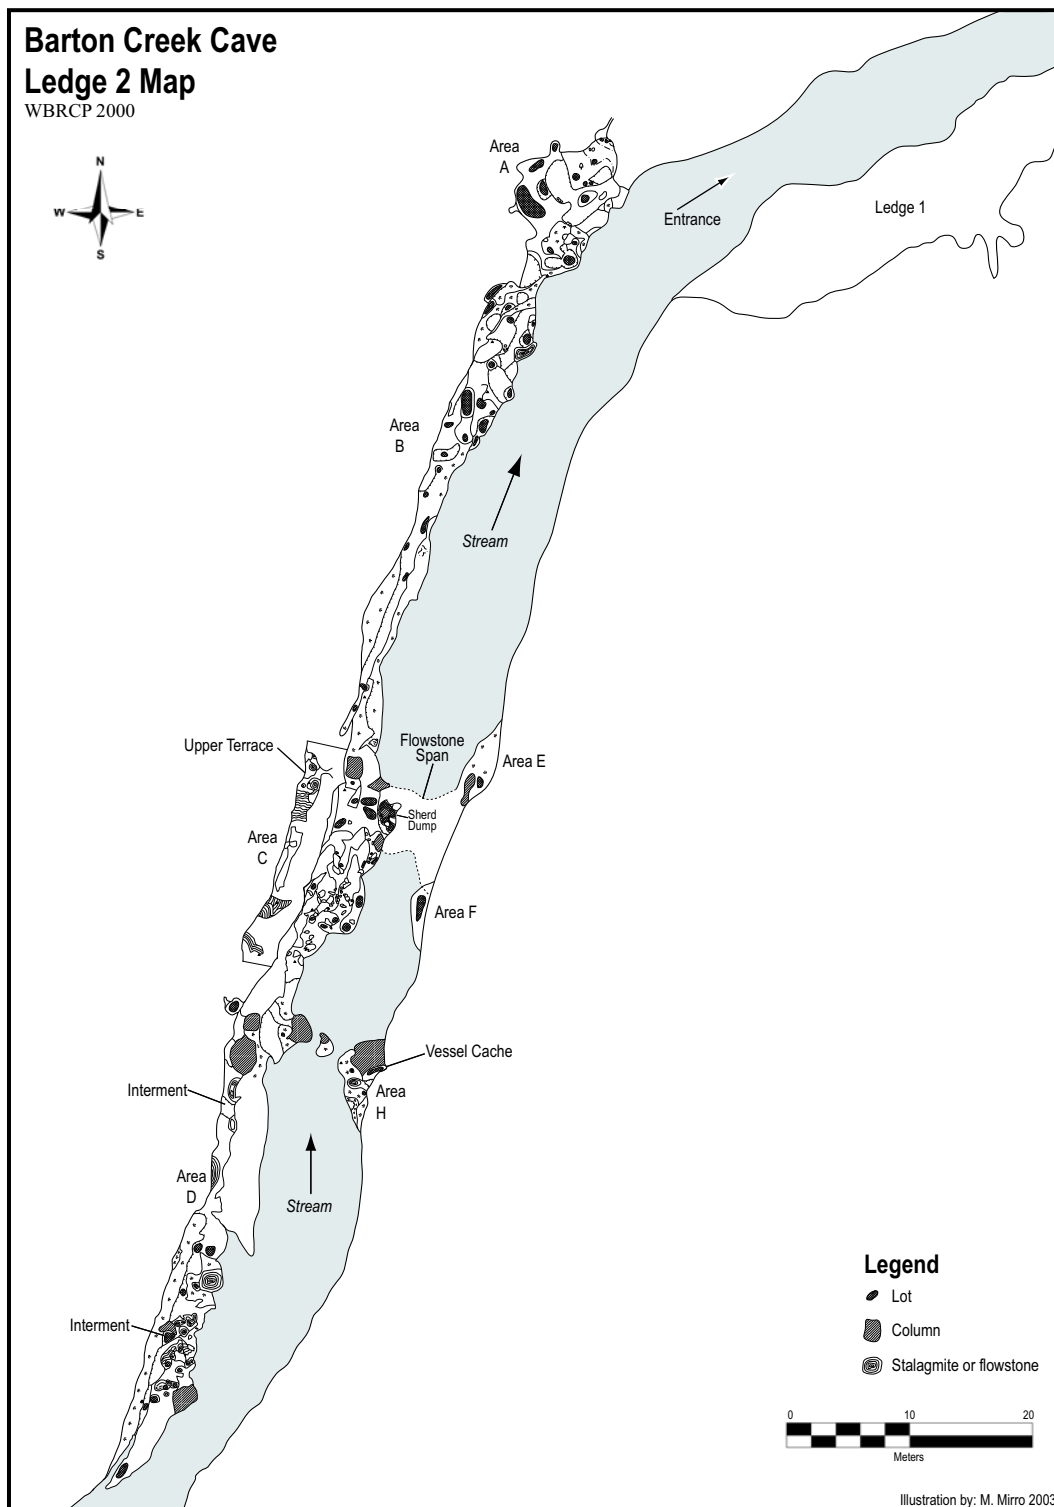 Barton Creek Cave
Ledge 2 Map
WBRCP 2000
N
W
E
S
Area
A
Entrance
Ledge 1
Area
B
Stream
Upper Terrace
Flowstone
Span
Area E
Sherd
Dump
Area
C
Area F
Vessel Cache
Interment
Area
H
Area
D
Stream
Interment
Legend
Lot
Column
Stalagmite or flowstone
0
10
20
Meters
Illustration by: M. Mirro 2003